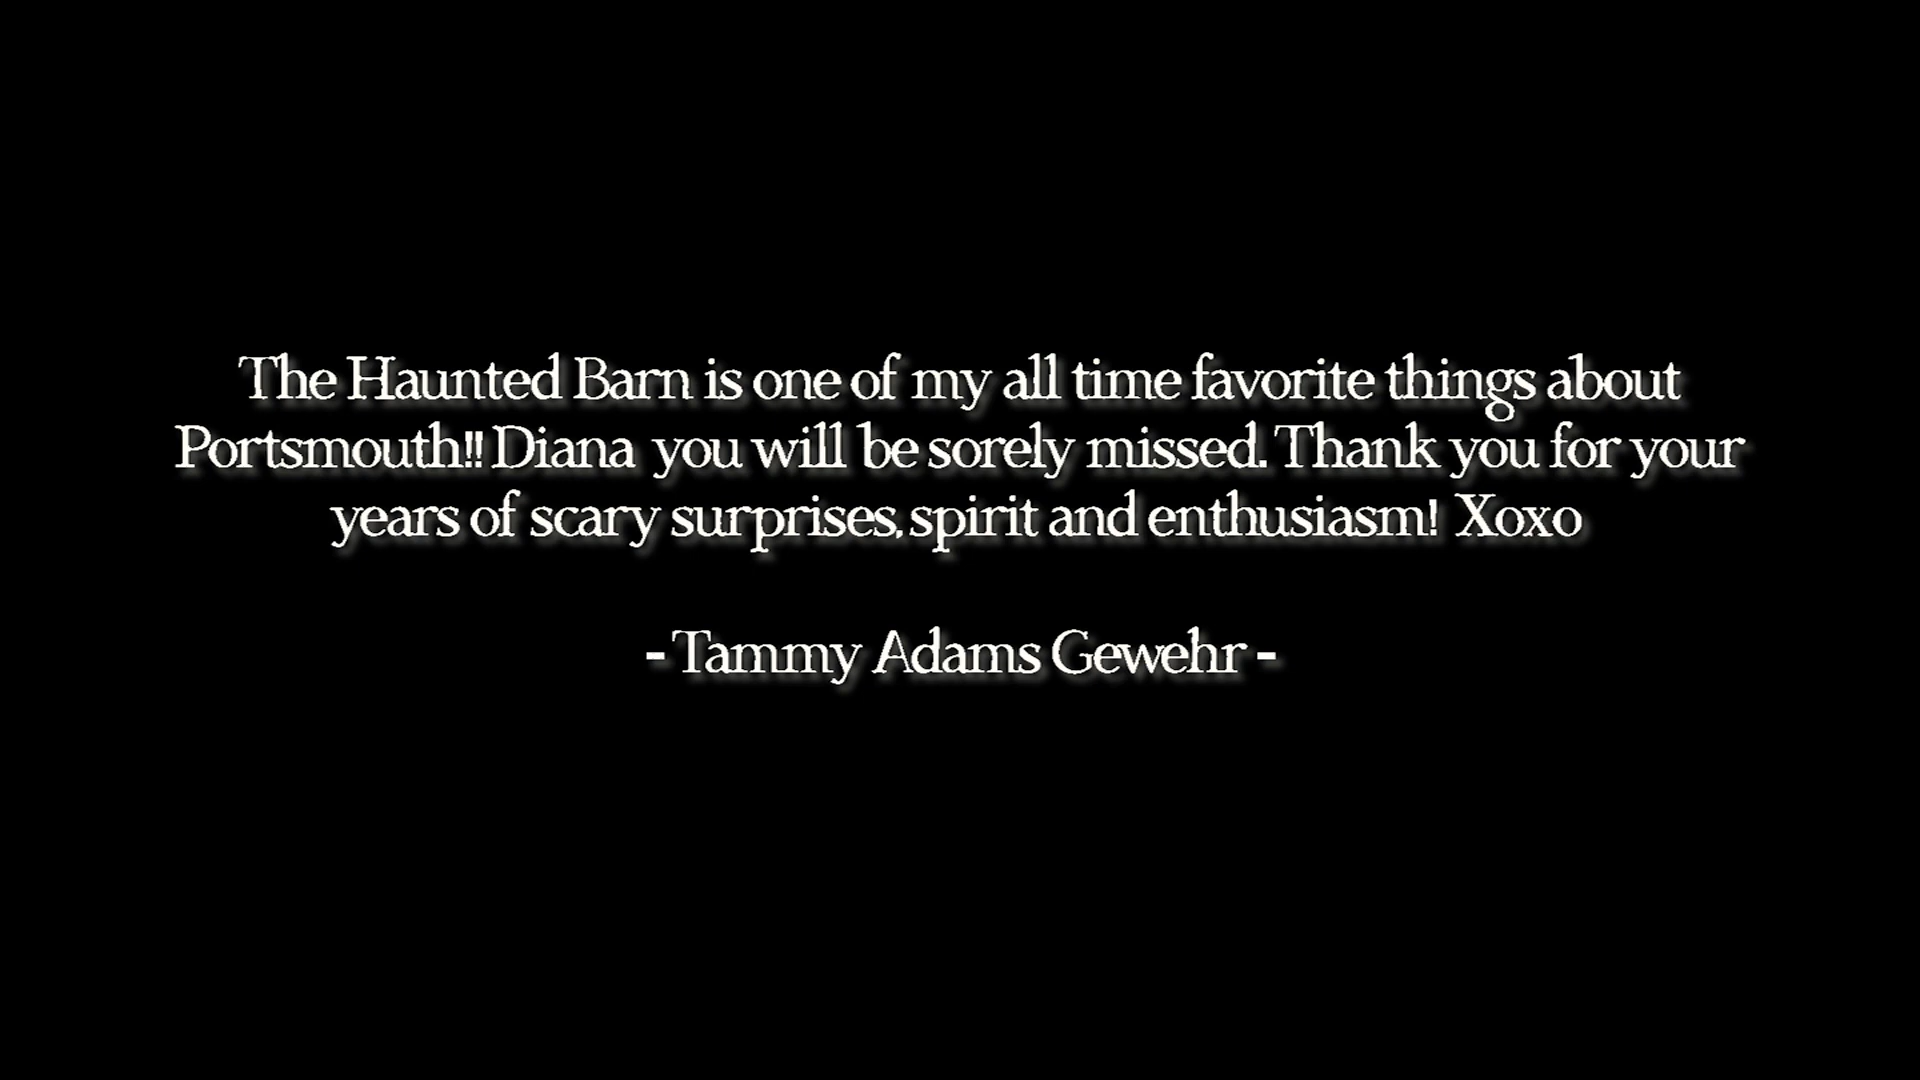 The Haunted Barn is one of my all time favorite things about
Portsmouth!! Diana you will be sorely missed. Thank you for your
years of scary surprises, spirit and enthusiasm! Xoxo
- Tammy Adams Gewehr -